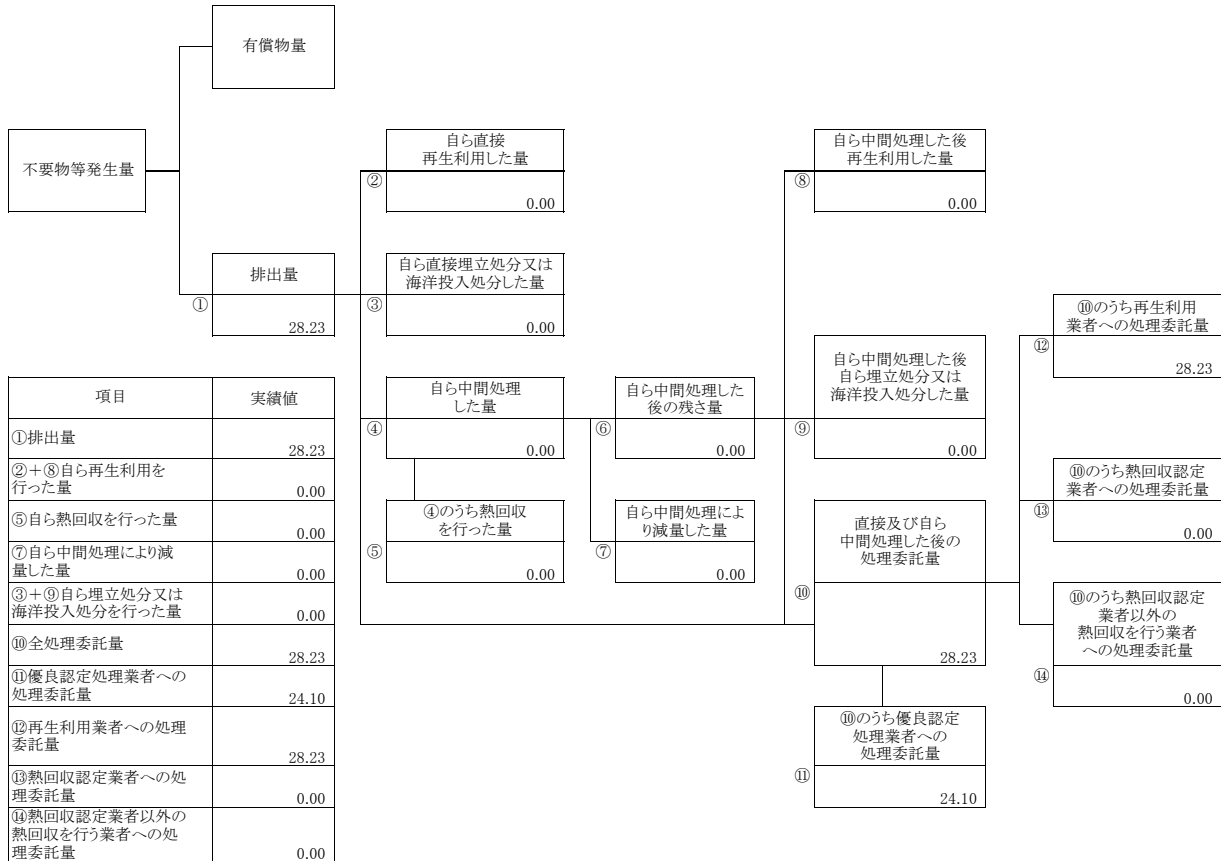 有償物量
不要物等発生量
自ら直接
再生利用した量
②
0.00
自ら中間処理した後
再生利用した量
⑧
0.00
排出量
①
28.23
自ら直接埋立処分又は
海洋投入処分した量
③
0.00
⑩のうち再生利用
業者への処理委託量
⑫
28.23
自ら中間処理
した量
④
0.00
自ら中間処理した
後の残さ量
⑥
0.00
自ら中間処理した後
自ら埋立処分又は
海洋投入処分した量
⑨
0.00
⑩のうち熱回収認定
業者への処理委託量
⑬
0.00
④のうち熱回収
を行った量
⑤
0.00
自ら中間処理によ
り減量した量
⑦
0.00
直接及び自ら
中間処理した後の
処理委託量
⑩
28.23
⑩のうち熱回収認定
業者以外の
熱回収を行う業者
への処理委託量
⑭
0.00
⑩のうち優良認定
処理業者への
処理委託量
⑪
24.10
項目 実績値
①排出量
28.23
②+⑧自ら再生利用を
行った量
0.00
⑤自ら熱回収を行った量
0.00
⑦自ら中間処理により減
量した量
0.00
③+⑨自ら埋立処分又は
海洋投入処分を行った量
0.00
⑩全処理委託量
28.23
⑪優良認定処理業者への
処理委託量
24.10
⑫再生利用業者への処理
委託量
28.23
⑬熱回収認定業者への処
理委託量
0.00
⑭熱回収認定業者以外の
熱回収を行う業者への処
理委託量
0.00